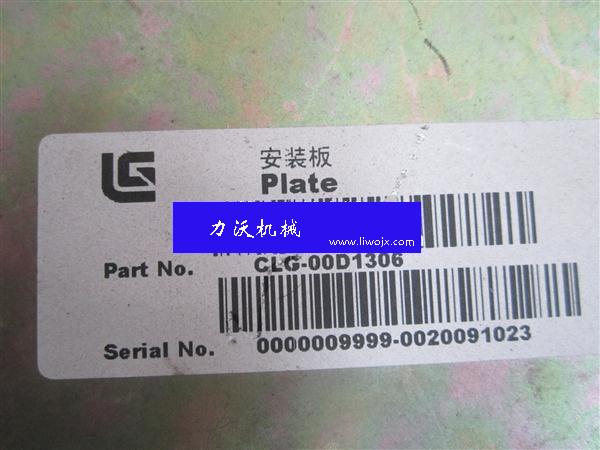 LG
安装板
Plate
力沃机械
www.liwojx.com
Part No. CLG-00D1306
Serial No. 0000009999-0020091023